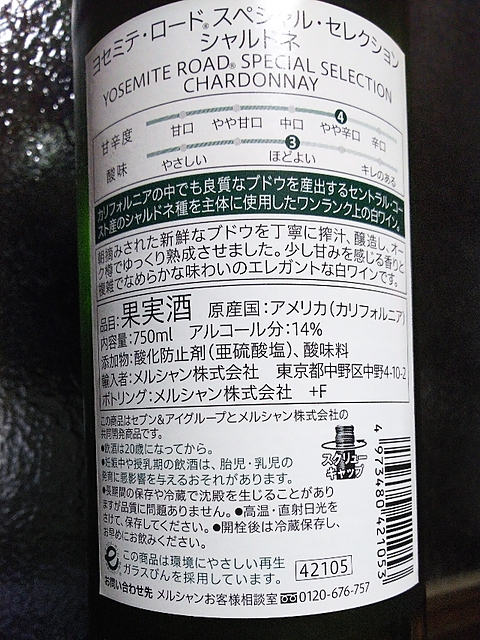 ヨセミテ・ロード® スペシャル・セレクション
シャルドネ
YOSEMITE ROAD® SPECIAL SELECTION
CHARDONNAY
甘辛度 4
甘口 やや甘口 中口 やや辛口 辛口
酸味 3
やさしい ほどよい キレのある
カリフォルニアの中でも良質なブドウを産出するセントラル・コー
スト産のシャルドネ種を主体に使用したワンランク上の白ワイン。
朝摘みされた新鮮なブドウを丁寧に搾汁、醸造し、オー
ク樽でゆっくり熟成させました。少し甘みを感じる香りと
複雑でなめらかな味わいのエレガントな白ワインです。
品目:果実酒 原産国:アメリカ(カリフォルニア)
内容量:750ml アルコール分:14%
添加物:酸化防止剤(亜硫酸塩)、酸味料
輸入者:メルシャン株式会社 東京都中野区中野4-10-2
ボトリング:メルシャン株式会社 +F
この商品はセブン&アイグループとメルシャン株式会社の
共同開発商品です。
●飲酒は20歳になってから。
●妊娠中や授乳期の飲酒は、胎児・乳児の
発育に悪影響を与えるおそれがあります。
●長期間の保存や冷蔵で沈殿を生じることがあり
ますが品質に問題ありません。●高温・直射日光を
さけて、保存してください。●開栓後は冷蔵保存し、
お早めにお飲みください。
スクリュー
キャップ
4973480421053
この商品は環境にやさしい再生
ガラスびんを採用しています。
42105
お問い合わせ先 メルシャンお客様相談室 0120-676-757